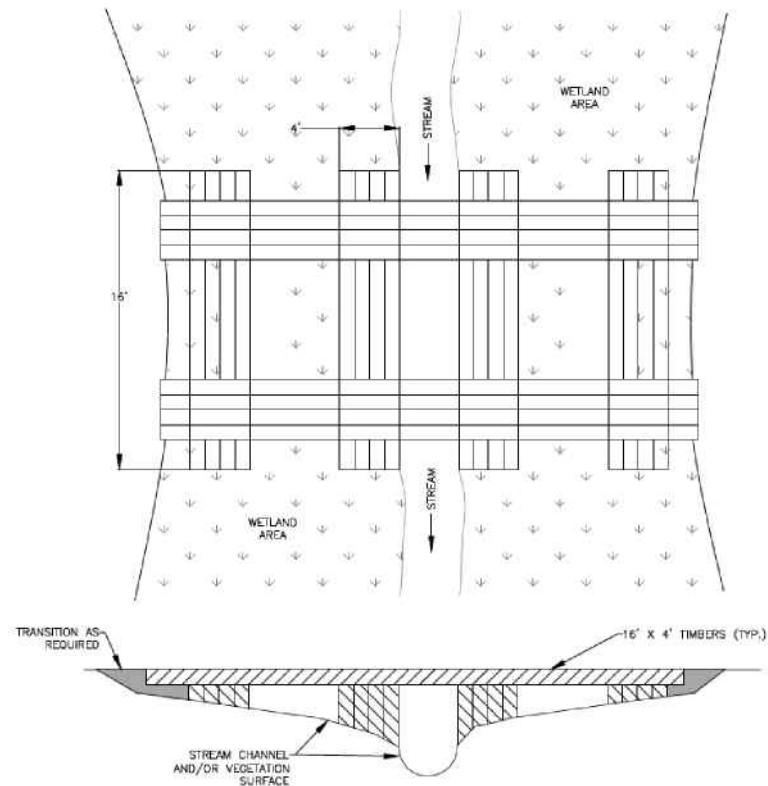 WETLAND
AREA
4'
STREAM
16'
STREAM
WETLAND
AREA
TRANSITION AS
REQUIRED
16' X 4' TIMBERS (TYP.)
STREAM CHANNEL
AND/OR VEGETATION
SURFACE